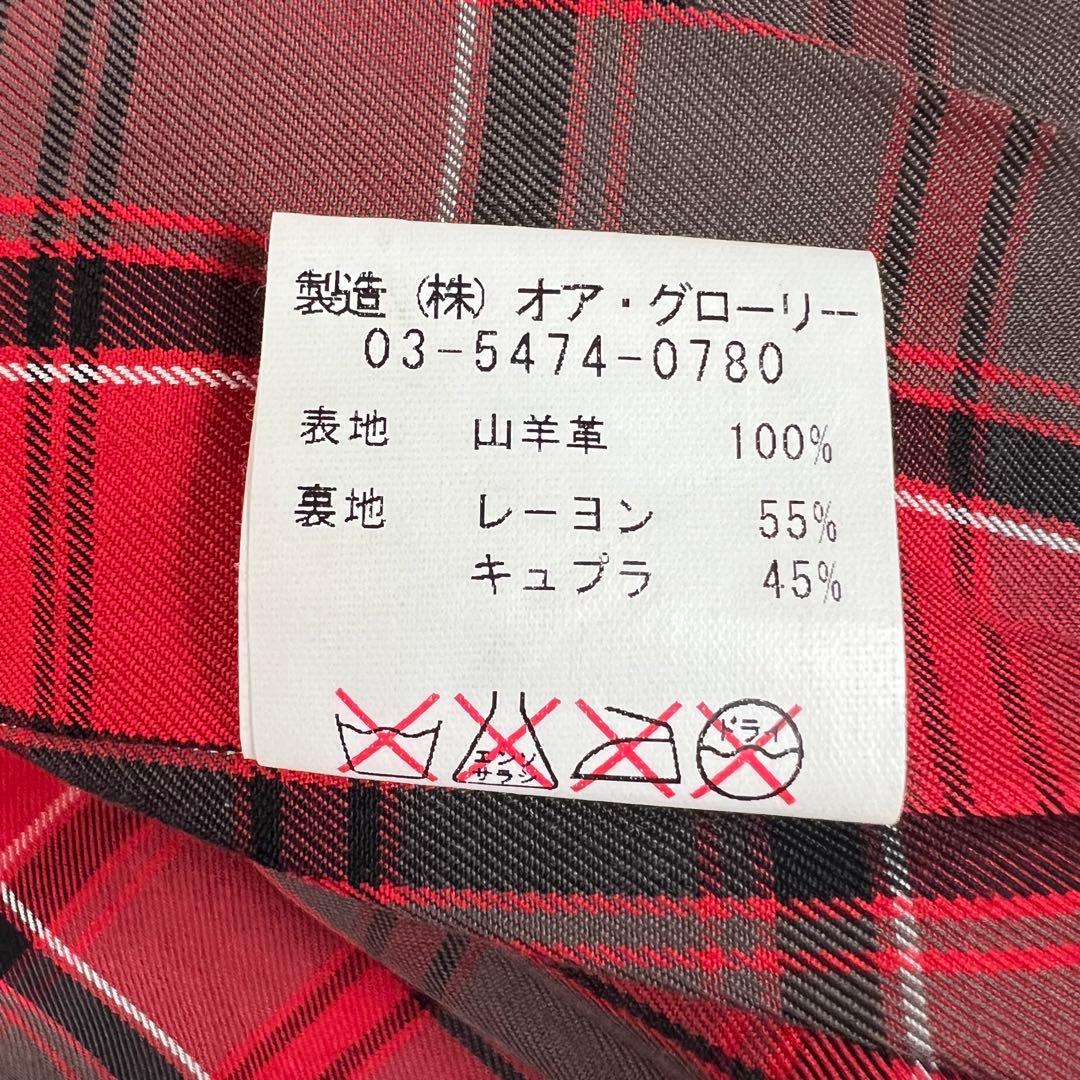 製造（株）オア・グローリー
03-5474-0780
表地 山羊革 100%
裏地 レーヨン 55%
キュプラ 45%
エンソ
サラシ
ドライ